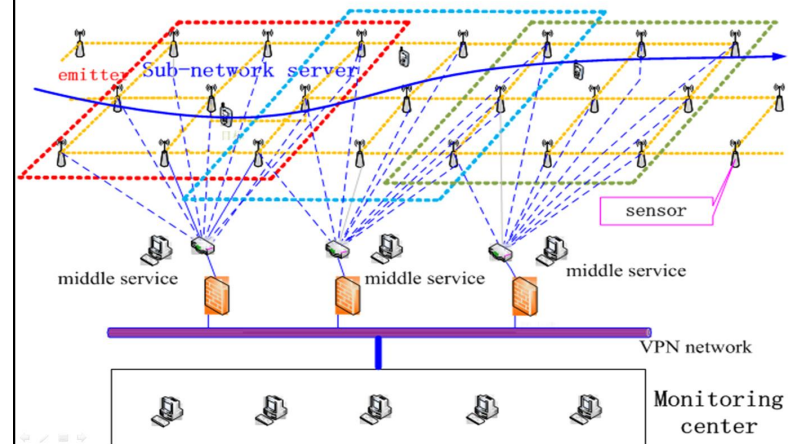 emitter
Sub-network server
sensor
middle service
middle service
middle service
VPN network
Monitoring
center